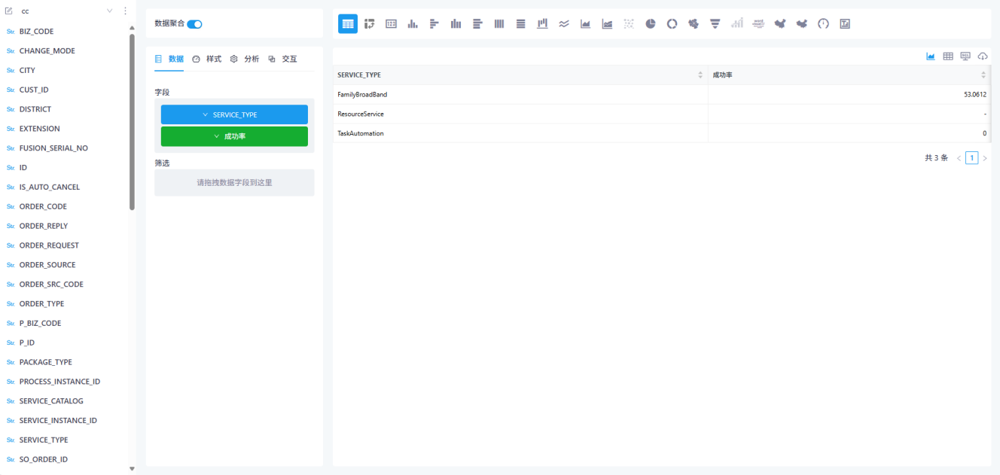 cc
Str. BIZ_CODE
Str. CHANGE_MODE
Str. CITY
Str. CUST_ID
Str. DISTRICT
Str. EXTENSION
Str. FUSION_SERIAL_NO
Str. ID
Str. IS_AUTO_CANCEL
Str. ORDER_CODE
Str. ORDER_REPLY
Str. ORDER_REQUEST
Str. ORDER_SOURCE
Str. ORDER_SRC_CODE
Str. ORDER_TYPE
Str. P_BIZ_CODE
Str. P_ID
Str. PACKAGE_TYPE
Str. PROCESS_INSTANCE_ID
Str. SERVICE_CATALOG
Str. SERVICE_INSTANCE_ID
Str. SERVICE_TYPE
Str. SO_ORDER_ID
数据聚合
数据 样式 分析 交互
字段
SERVICE_TYPE
成功率
筛选
请拖拽数据字段到这里
123
SQL
SERVICE_TYPE 成功率
FamilyBroadBand 53.0612
ResourceService -
TaskAutomation 0
共 3 条 < 1 >